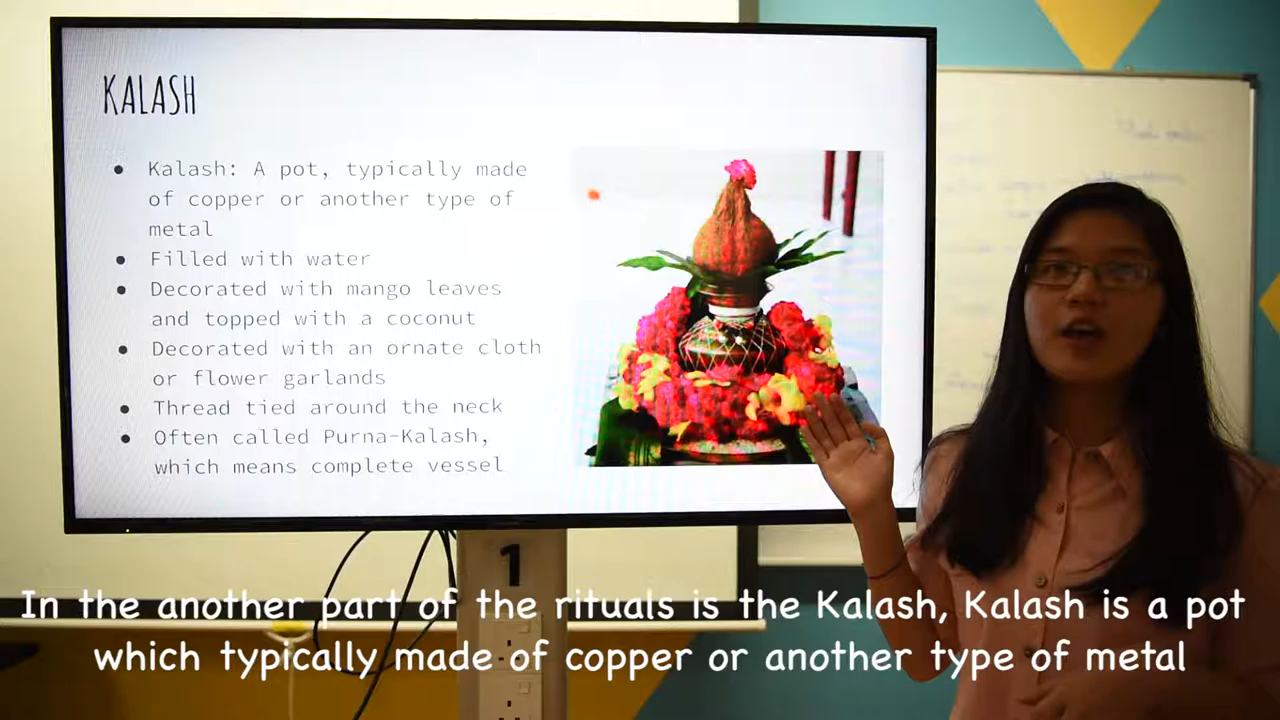 KALASH
● Kalash: A pot, typically made
of copper or another type of
metal
● Filled with water
● Decorated with mango leaves
and topped with a coconut
● Decorated with an ornate cloth
or flower garlands
● Thread tied around the neck
● Often called Purna-Kalash,
which means complete vessel
1
In the another part of the rituals is the Kalash, Kalash is a pot
which typically made of copper or another type of metal